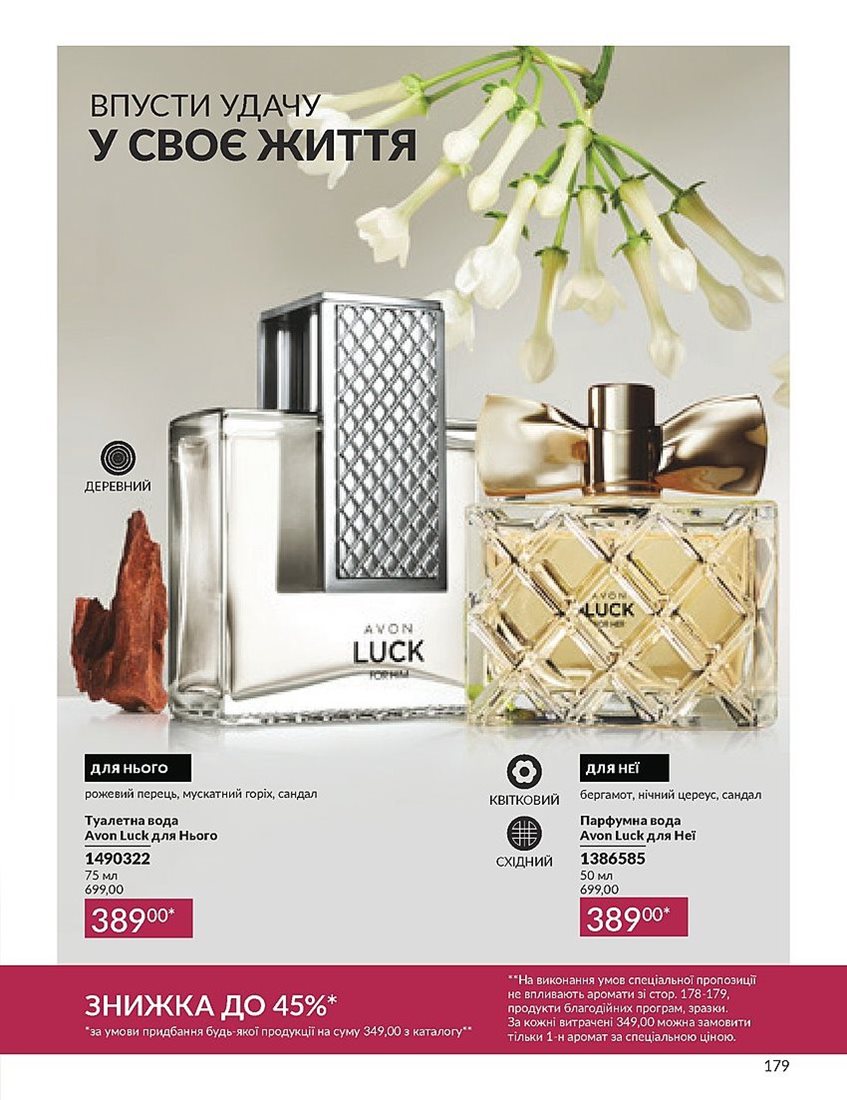 ВПУСТИ УДАЧУ
У СВОЄ ЖИТТЯ
ДЕРЕВНИЙ
AVON
LUCK
FOR HIM
AVON
LUCK
FOR HER
ДЛЯ НЬОГО
рожевий перець, мускатний горіх, сандал
Туалетна вода
Avon Luck для Нього
1490322
75 мл
699,00
38900*
КВІТКОВИЙ
СХІДНИЙ
ДЛЯ НЕЇ
бергамот, нічний цереус, сандал
Парфумна вода
Avon Luck для Неї
1386585
50 мл
699,00
38900*
ЗНИЖКА ДО 45%*
*за умови придбання будь-якої продукції на суму 349,00 з каталогу**
**На виконання умов спеціальної пропозиції
не впливають аромати зі стор. 178-179,
продукти благодійних програм, зразки.
За кожні витрачені 349,00 можна замовити
тільки 1-н аромат за спеціальною ціною.
179